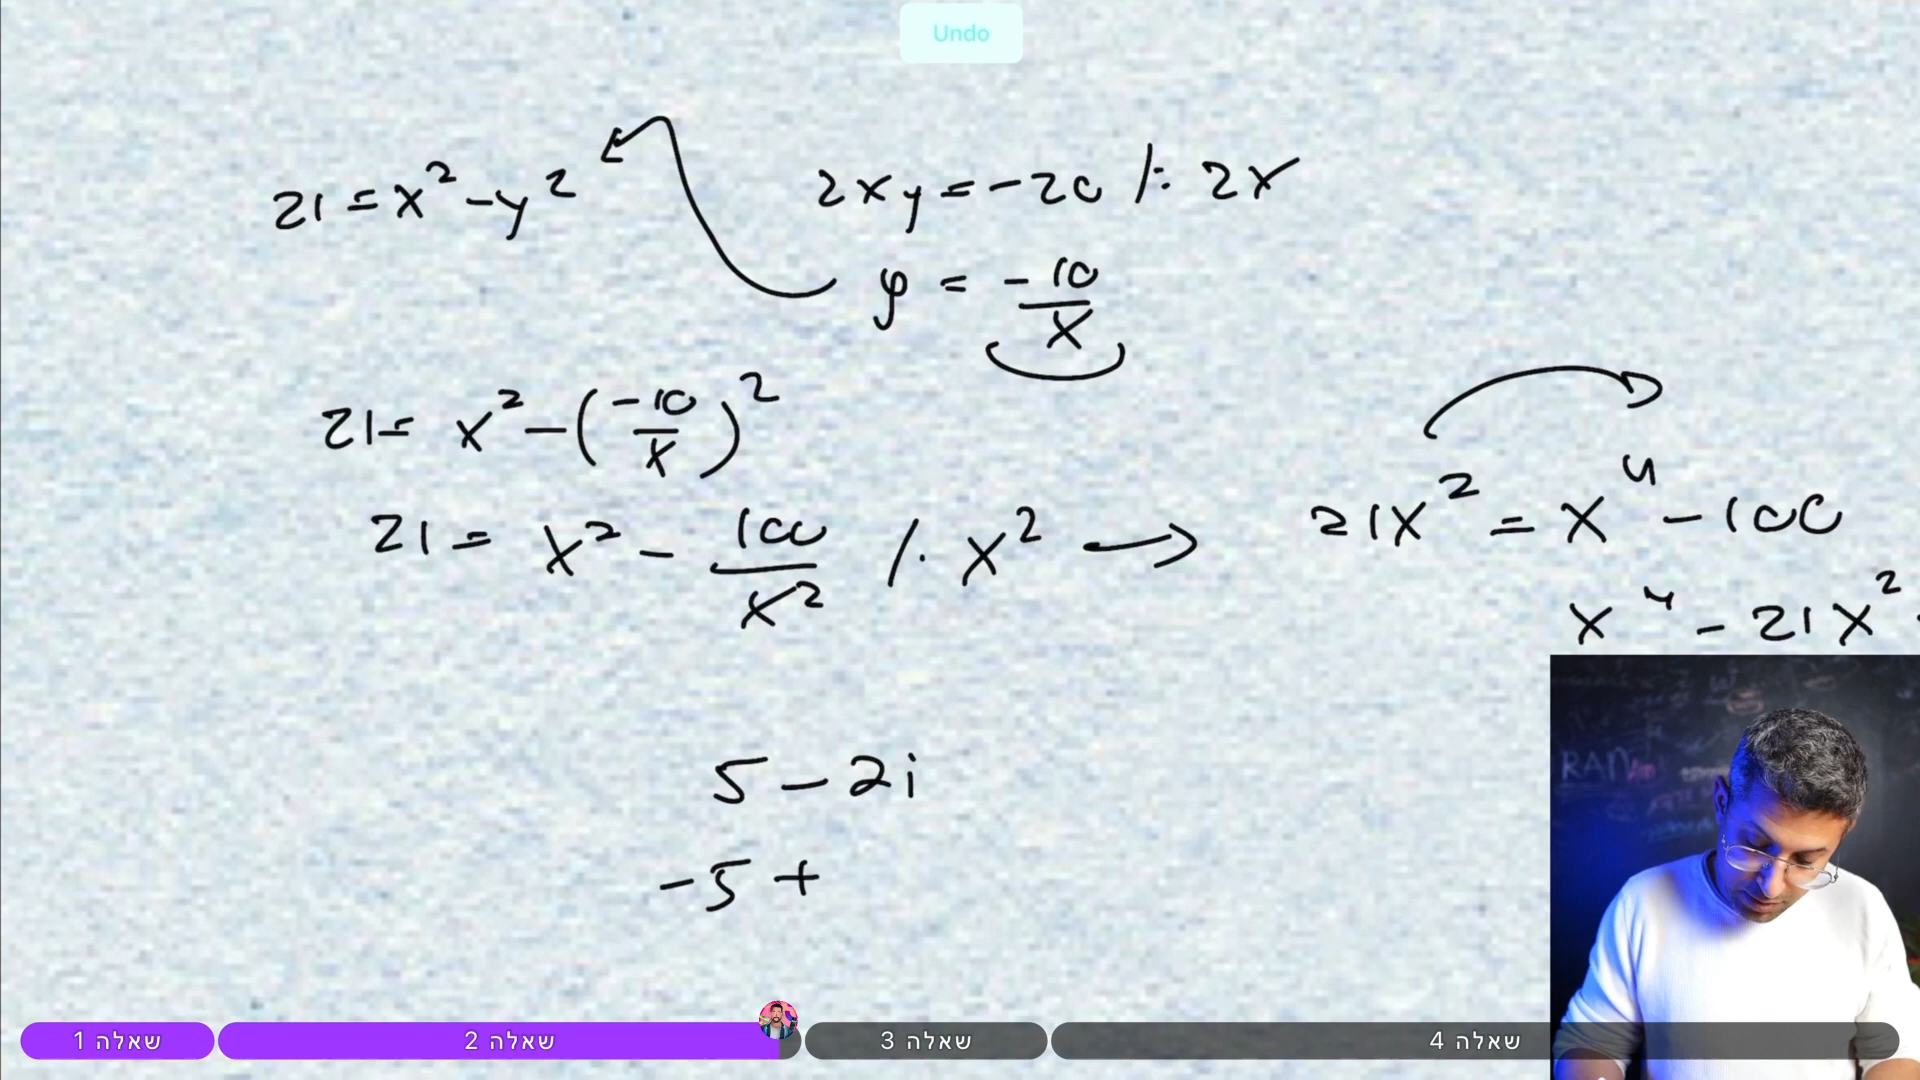 Undo
21 = x² - y²
2xy = -20 /: 2x
y = -10/x
21 = x² - (-10/x)²
21 = x² - 100/x² /· x² → 21x² = x⁴ - 100
x⁴ - 21x²
5 - 2i
-5 +
RAN
שאלה 1
שאלה 2
שאלה 3
שאלה 4